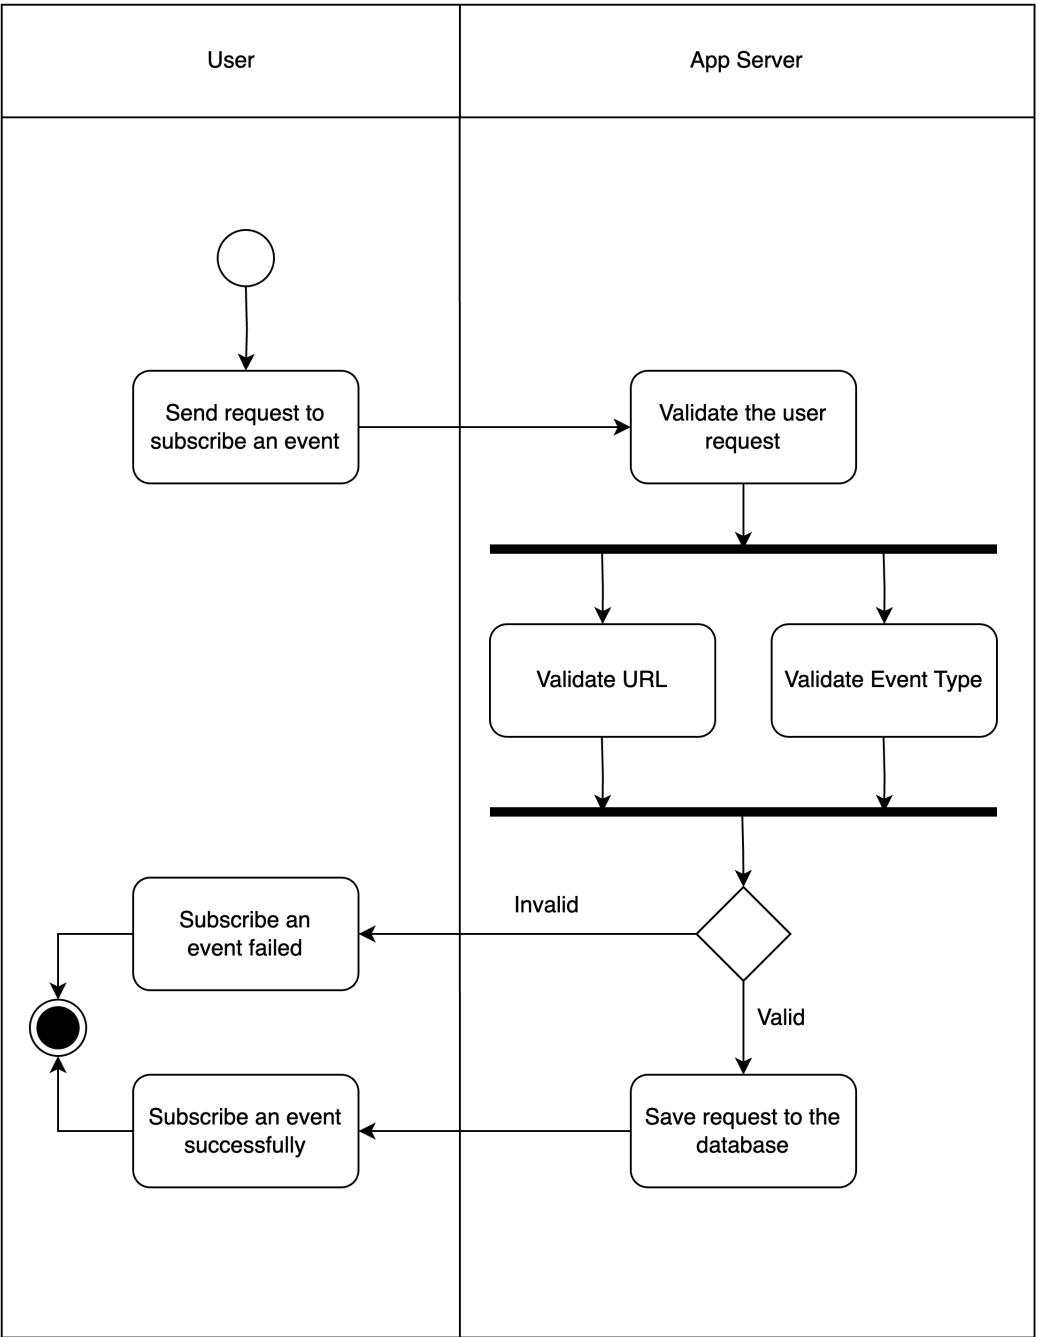 User
App Server
Send request to
subscribe an event
Validate the user
request
Validate URL
Validate Event Type
Invalid
Subscribe an
event failed
Valid
Subscribe an event
successfully
Save request to the
database